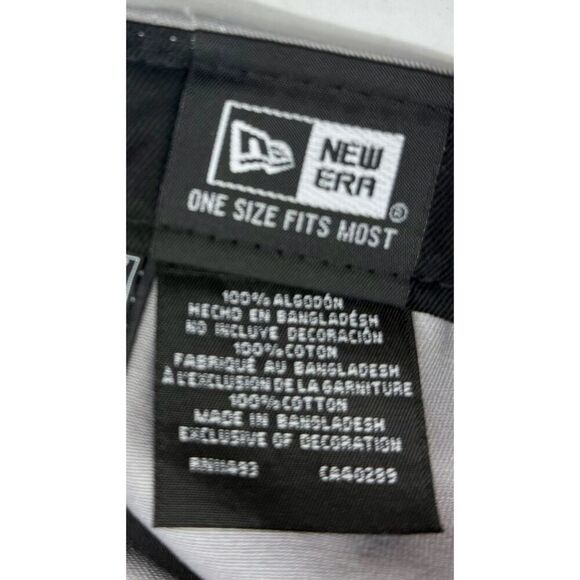 NEW
ERA
®
ONE SIZE FITS MOST
100% ALGODÓN
HECHO EN BANGLADÉSH
NO INCLUYE DECORACIÓN
100% COTON
FABRIQUÉ AU BANGLADESH
À L'EXCLUSION DE LA GARNITURE
100% COTTON
MADE IN BANGLADESH
EXCLUSIVE OF DECORATION
CA40289